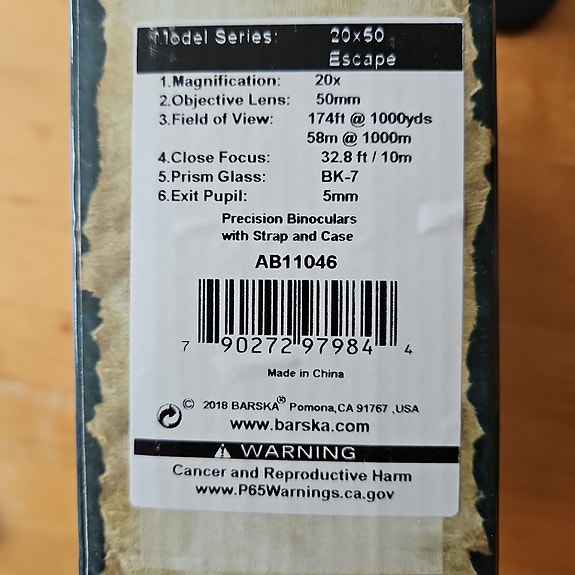 Model Series: 20x50
Escape
1.Magnification: 20x
2.Objective Lens: 50mm
3.Field of View: 174ft @ 1000yds
58m @ 1000m
4.Close Focus: 32.8 ft / 10m
5.Prism Glass: BK-7
6.Exit Pupil: 5mm
Precision Binoculars
with Strap and Case
AB11046
7 90272 97984 4
Made in China
© 2018 BARSKA® Pomona,CA 91767 ,USA
www.barska.com
WARNING
Cancer and Reproductive Harm
www.P65Warnings.ca.gov